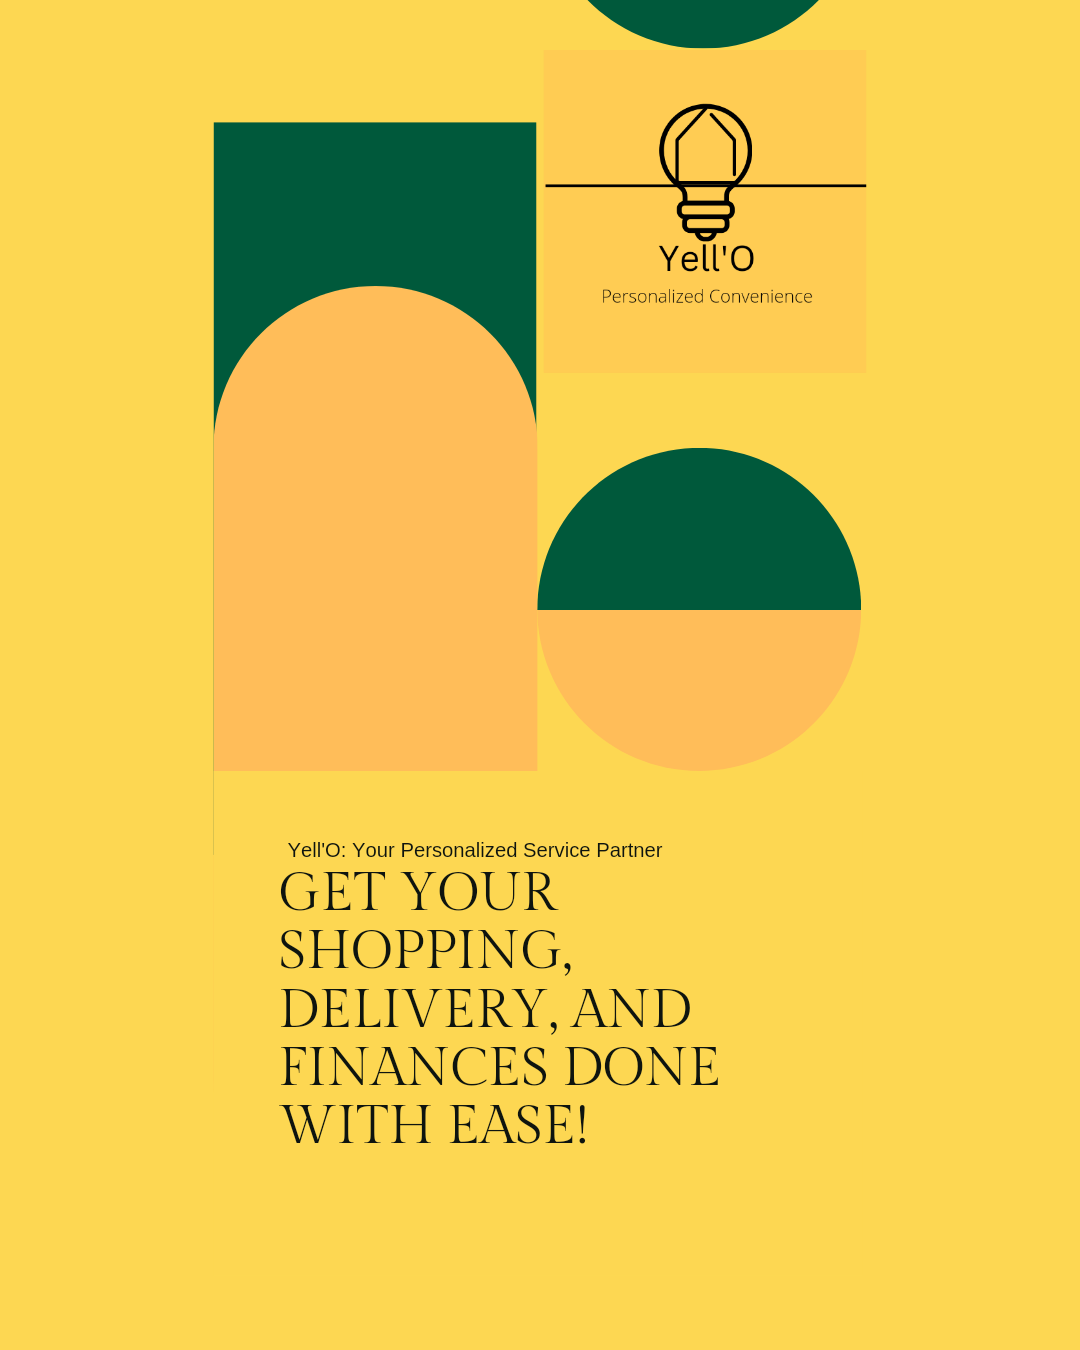 Yell'O
Personalized Convenience
Yell'O: Your Personalized Service Partner
GET YOUR
SHOPPING,
DELIVERY, AND
FINANCES DONE
WITH EASE!